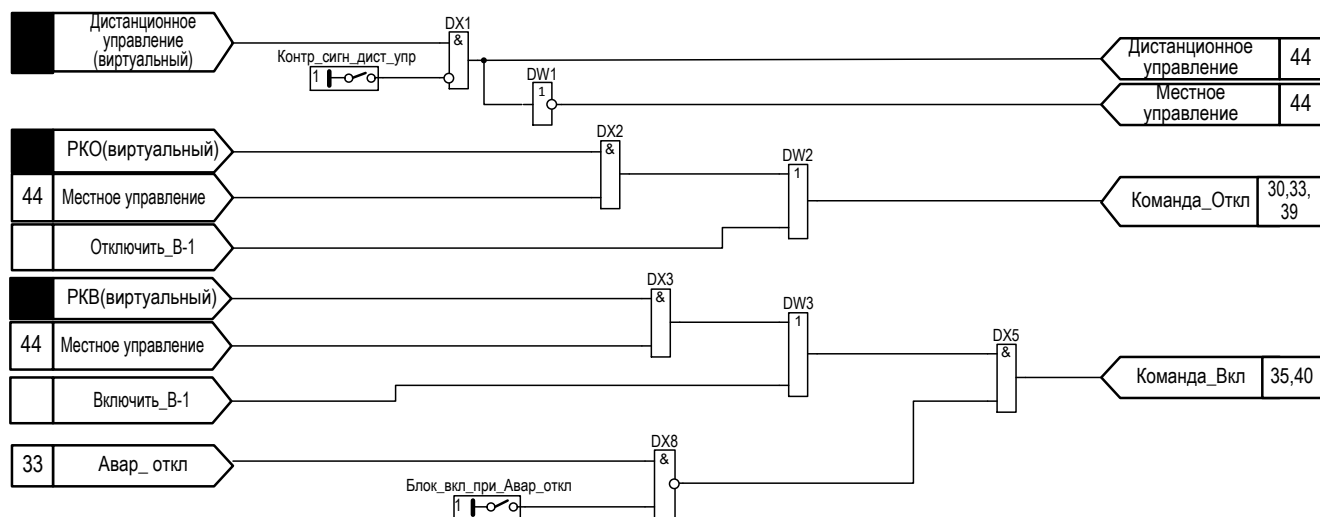 Дистанционное
управление
(виртуальный)
DX1
&
Контр_сигн_дист_упр
1
DW1
1
Дистанционное
управление
44
Местное
управление
44
РКО(виртуальный)
DX2
&
44
Местное управление
DW2
1
Отключить_В-1
Команда_Откл
30,33,
39
РКВ(виртуальный)
DX3
&
44
Местное управление
DW3
1
Включить_В-1
DX5
&
Команда_Вкл
35,40
33
Авар_ откл
DX8
&
Блок_вкл_при_Авар_откл
1